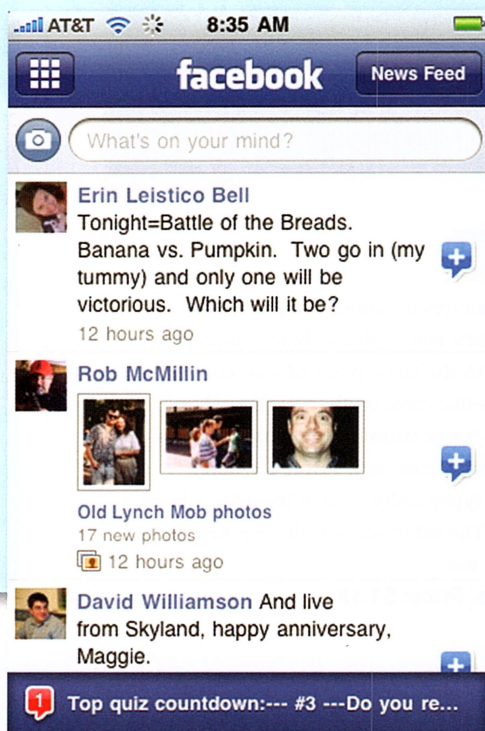 AT&T 8:35 AM
facebook News Feed
What's on your mind?
Erin Leistico Bell
Tonight=Battle of the Breads.
Banana vs. Pumpkin. Two go in (my
tummy) and only one will be
victorious. Which will it be?
12 hours ago
Rob McMillin
Old Lynch Mob photos
17 new photos
12 hours ago
David Williamson And live
from Skyland, happy anniversary,
Maggie.
1 Top quiz countdown:--- #3 ---Do you re...